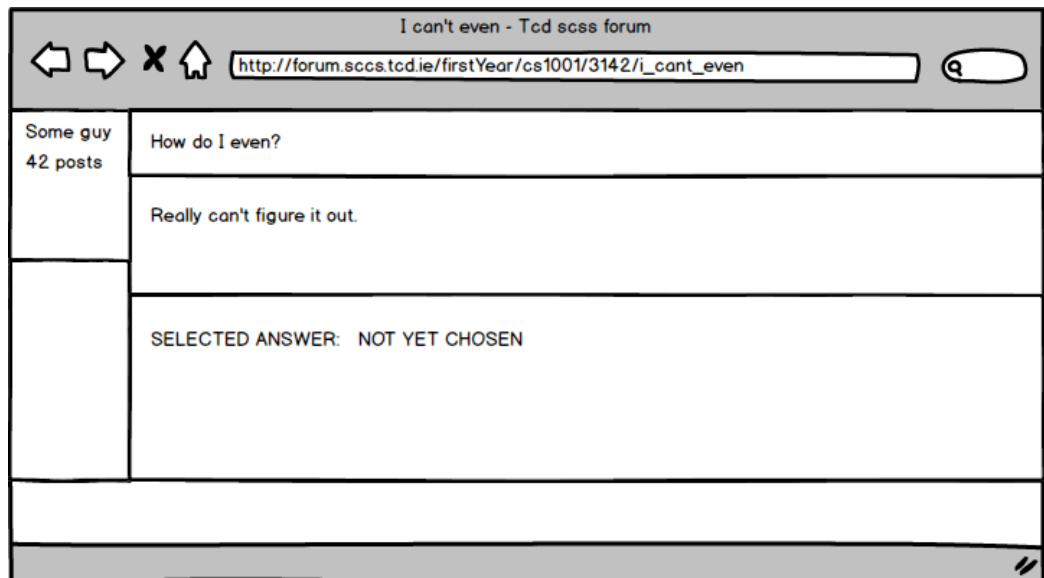 I can't even - Tcd scss forum
http://forum.sccs.tcd.ie/firstYear/cs1001/3142/i_cant_even
Some guy
42 posts
How do I even?
Really can't figure it out.
SELECTED ANSWER: NOT YET CHOSEN